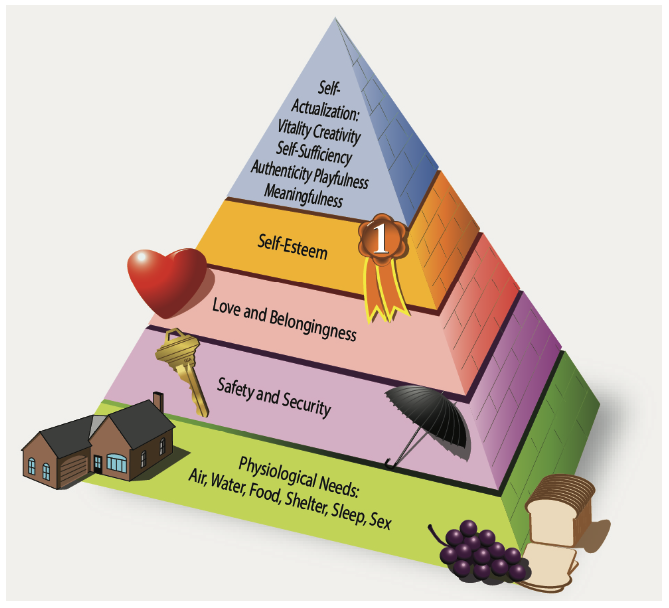 Self-
Actualization:
Vitality Creativity
Self-Sufficiency
Authenticity Playfulness
Meaningfulness
Self-Esteem
1
Love and Belongingness
Safety and Security
Physiological Needs:
Air, Water, Food, Shelter, Sleep, Sex